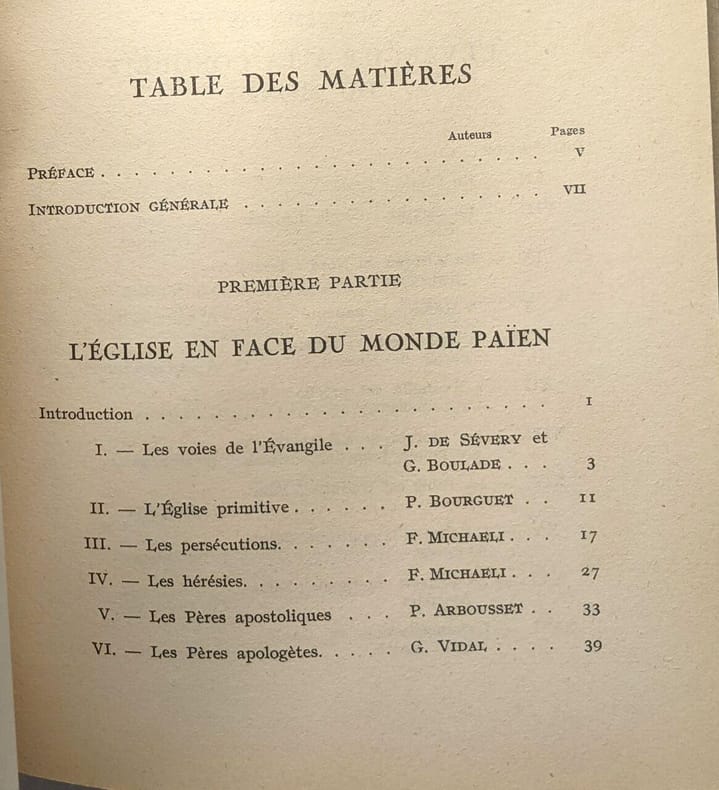 TABLE DES MATIÈRES
Auteurs Pages
PRÉFACE . . . . . . . . . . . . . . . . . . . . V
INTRODUCTION GÉNÉRALE . . . . . . . . . . . . . . . . VII
PREMIÈRE PARTIE
L'ÉGLISE EN FACE DU MONDE PAÏEN
Introduction . . . . . . . . . . . . . . . . . . . . . 1
I. — Les voies de l'Évangile . . . J. DE SÉVERY et
G. BOULADE . . . 3
II. — L'Église primitive . . . . . . P. BOURGUET . . 11
III. — Les persécutions. . . . . . . F. MICHAELI . . . 17
IV. — Les hérésies. . . . . . . . . F. MICHAELI . . . 27
V. — Les Pères apostoliques . . . P. ARBOUSSET . . 33
VI. — Les Pères apologètes. . . . . G. VIDAL . . . . 39